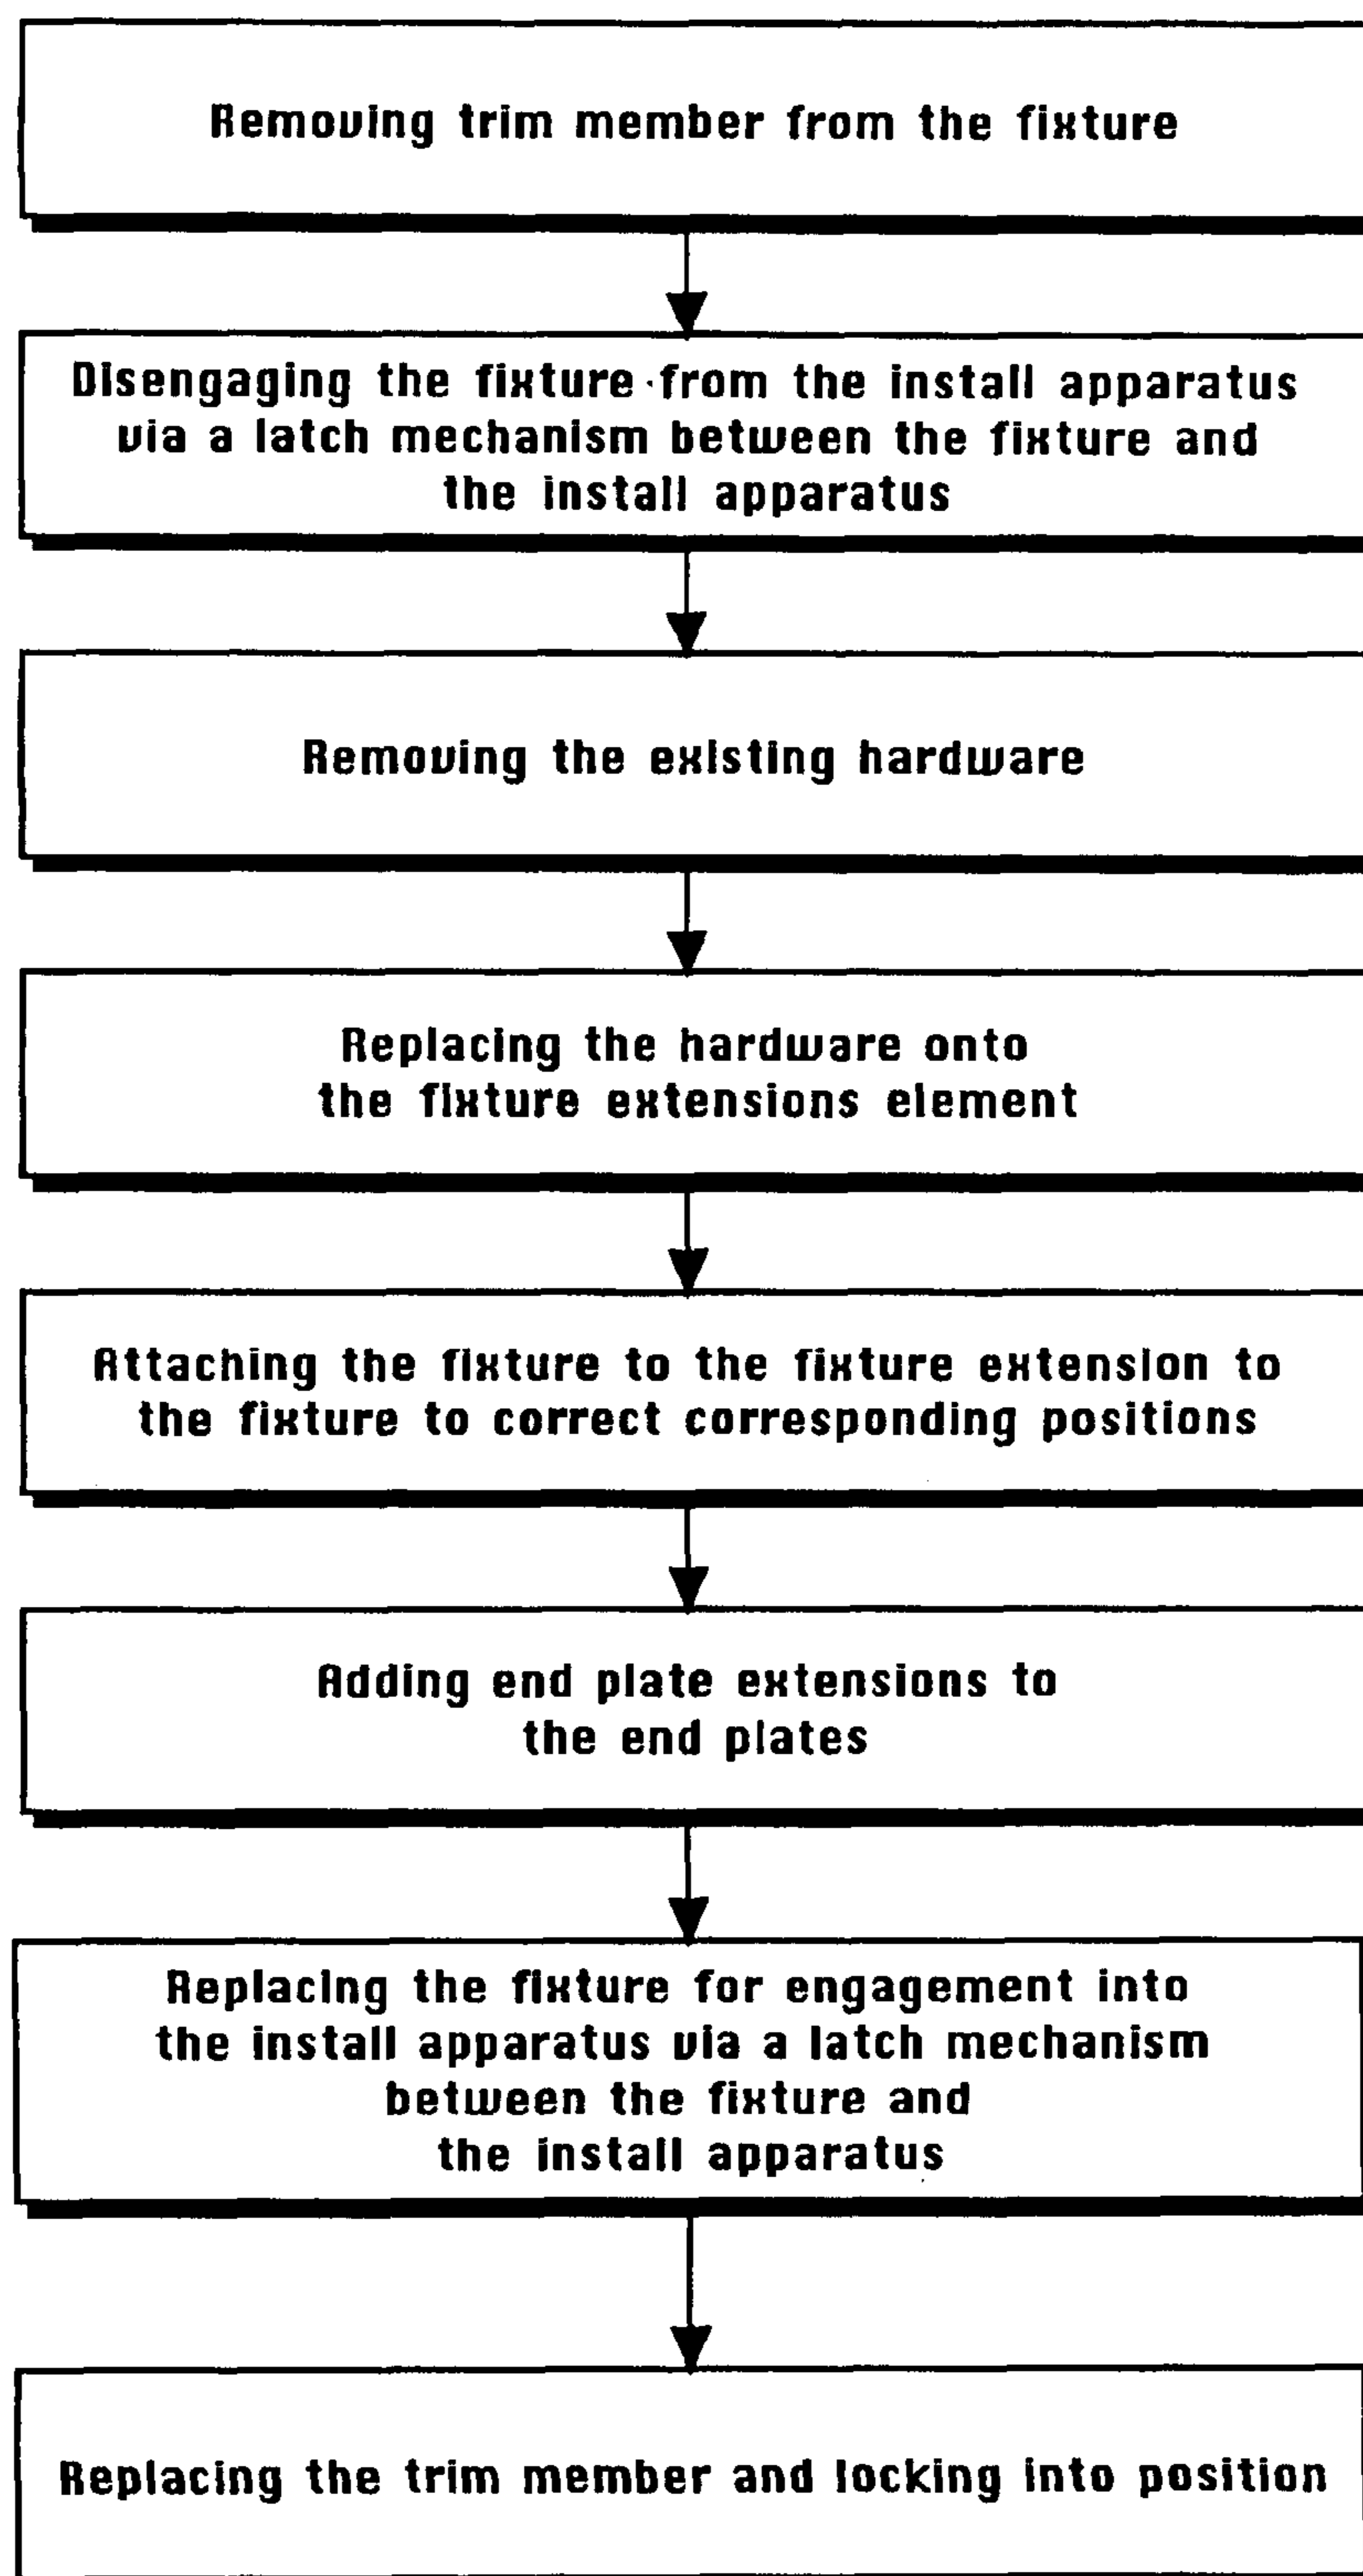 Removing trim member from the fixture
Disengaging the fixture from the install apparatus
via a latch mechanism between the fixture and
the install apparatus
Removing the existing hardware
Replacing the hardware onto
the fixture extensions element
Attaching the fixture to the fixture extension to
the fixture to correct corresponding positions
Adding end plate extensions to
the end plates
Replacing the fixture for engagement into
the install apparatus via a latch mechanism
between the fixture and
the install apparatus
Replacing the trim member and locking into position